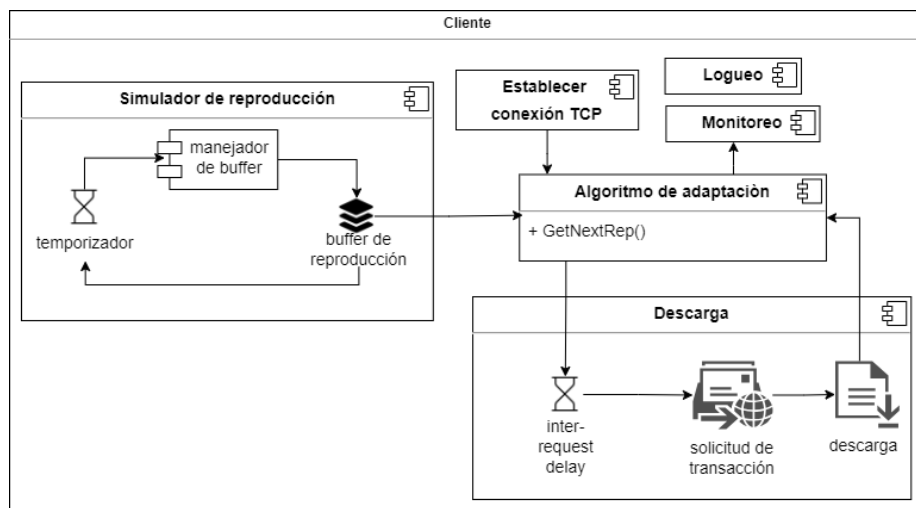 Cliente
Simulador de reproducción
manejador
de buffer
temporizador
buffer de
reproducción
Establecer
conexión TCP
Logueo
Monitoreo
Algoritmo de adaptaciòn
+ GetNextRep()
Descarga
inter-
request
delay
solicitud de
transacción
descarga